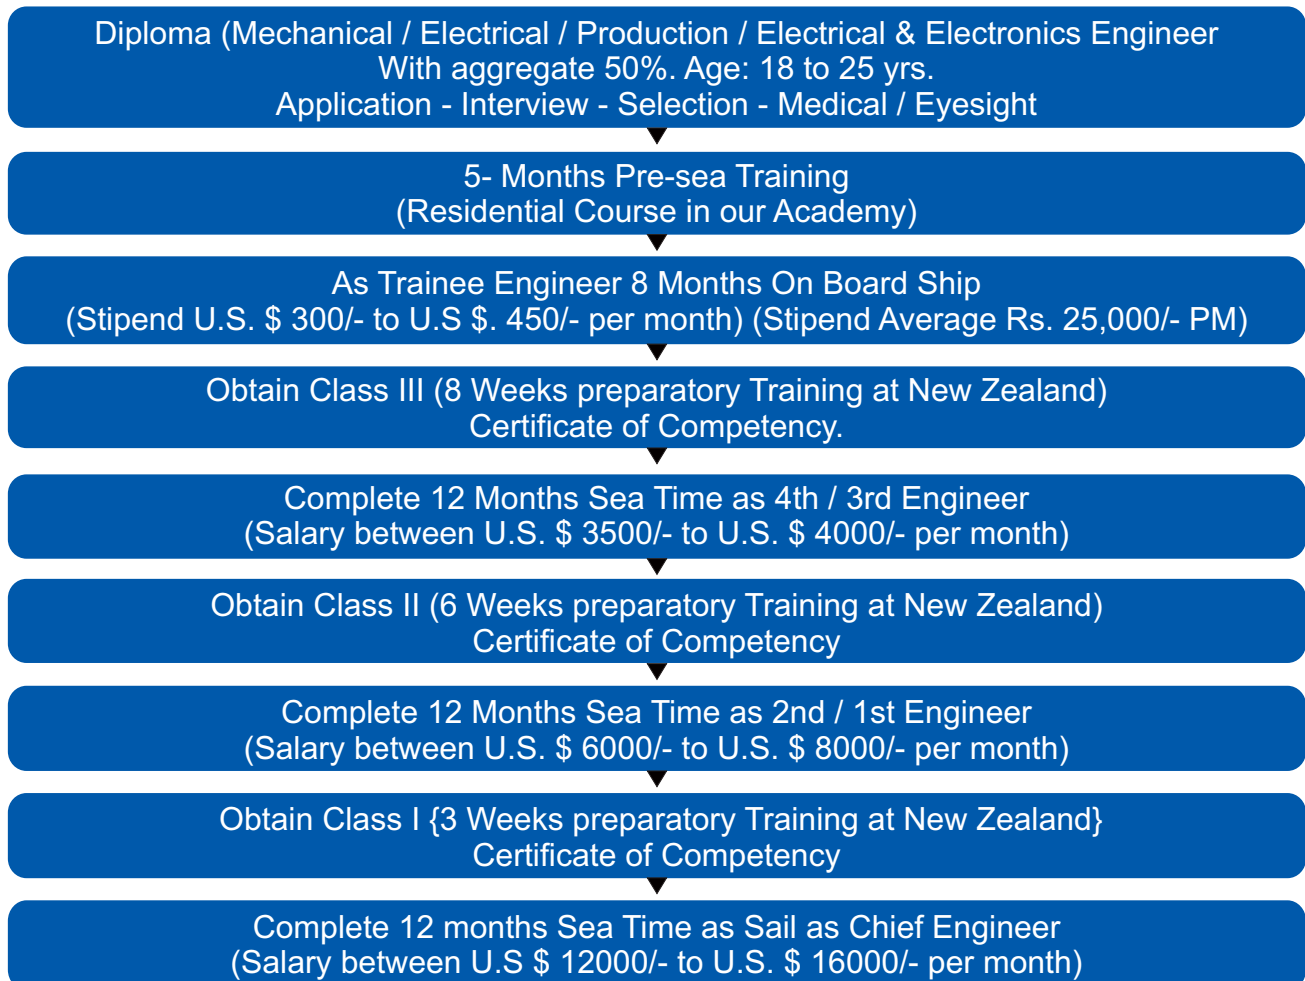 Diploma (Mechanical / Electrical / Production / Electrical & Electronics Engineer
With aggregate 50%. Age: 18 to 25 yrs.
Application - Interview - Selection - Medical / Eyesight
5- Months Pre-sea Training
(Residential Course in our Academy)
As Trainee Engineer 8 Months On Board Ship
(Stipend U.S. $ 300/- to U.S $. 450/- per month) (Stipend Average Rs. 25,000/- PM)
Obtain Class III (8 Weeks preparatory Training at New Zealand)
Certificate of Competency.
Complete 12 Months Sea Time as 4th / 3rd Engineer
(Salary between U.S. $ 3500/- to U.S. $ 4000/- per month)
Obtain Class II (6 Weeks preparatory Training at New Zealand)
Certificate of Competency
Complete 12 Months Sea Time as 2nd / 1st Engineer
(Salary between U.S. $ 6000/- to U.S. $ 8000/- per month)
Obtain Class I {3 Weeks preparatory Training at New Zealand}
Certificate of Competency
Complete 12 months Sea Time as Sail as Chief Engineer
(Salary between U.S $ 12000/- to U.S. $ 16000/- per month)